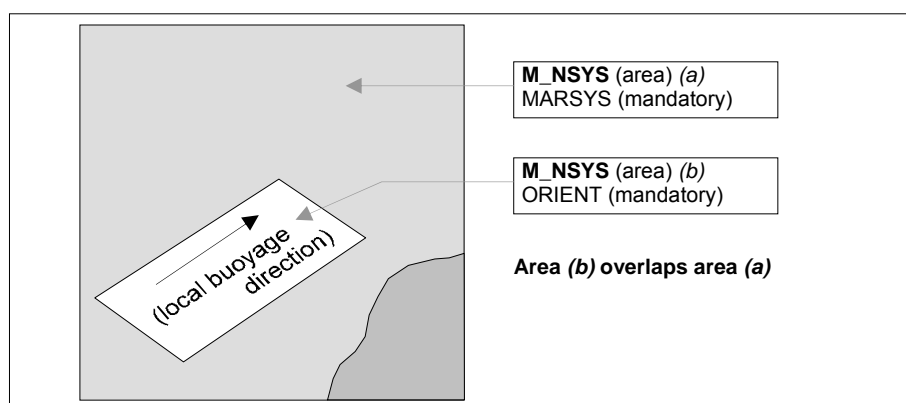 M_NSYS (area) (a)
MARSYS (mandatory)
M_NSYS (area) (b)
ORIENT (mandatory)
(local buoyage
direction)
Area (b) overlaps area (a)